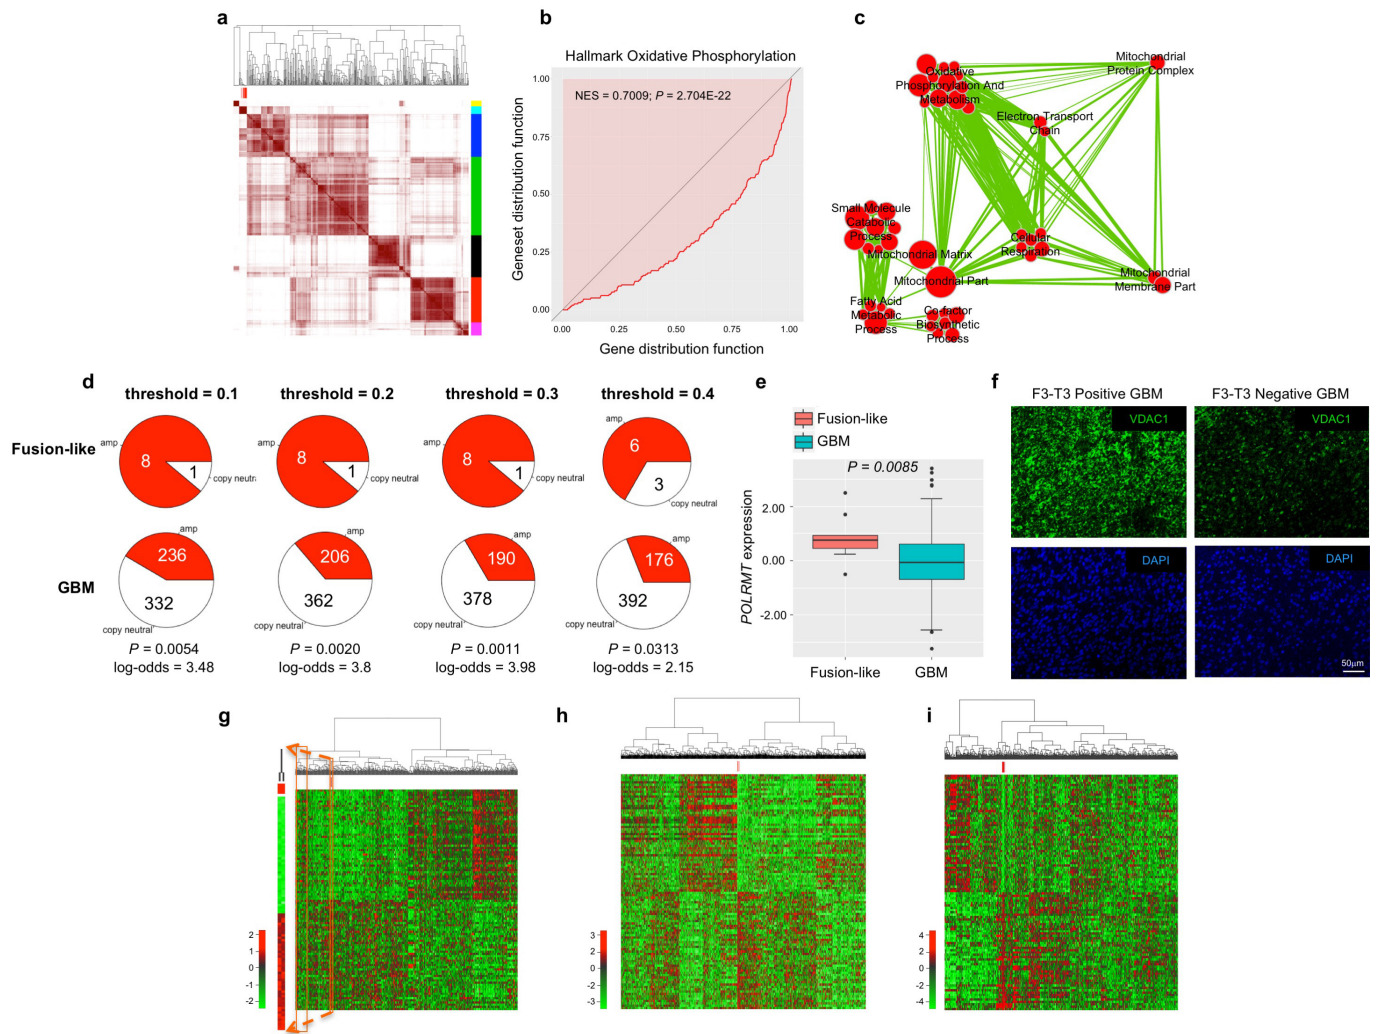 a
b
Hallmark Oxidative Phosphorylation
NES = 0.7009; P = 2.704E-22
Geneset distribution function
1.00
0.75
0.50
0.25
0.00
0.00 0.25 0.50 0.75 1.00
Gene distribution function
c
Mitochondrial
Protein Complex
Oxidative
Phosphorylation And
Metabolism
Electron Transport
Chain
Small Molecule
Catabolic
Process
Cellular
Respiration
Mitochondrial Matrix
Mitochondrial Part
Mitochondrial
Membrane Part
Fatty Acid
Metabolic
Process
Co-factor
Biosynthetic
Process
d
threshold = 0.1 threshold = 0.2 threshold = 0.3 threshold = 0.4
Fusion-like
amp 8 1 copy neutral
amp 8 1 copy neutral
amp 8 1 copy neutral
amp 6 3 copy neutral
GBM
amp 236 332 copy neutral
amp 206 362 copy neutral
amp 190 378 copy neutral
amp 176 392 copy neutral
P = 0.0054 P = 0.0020 P = 0.0011 P = 0.0313
log-odds = 3.48 log-odds = 3.8 log-odds = 3.98 log-odds = 2.15
e
Fusion-like
GBM
P = 0.0085
POLRMT expression
2.00
0.00
-2.00
Fusion-like GBM
f
F3-T3 Positive GBM F3-T3 Negative GBM
VDAC1 VDAC1
DAPI DAPI
50μm
g
2
1
0
-1
-2
h
3
2
0
-2
-3
i
4
2
0
-2
-4